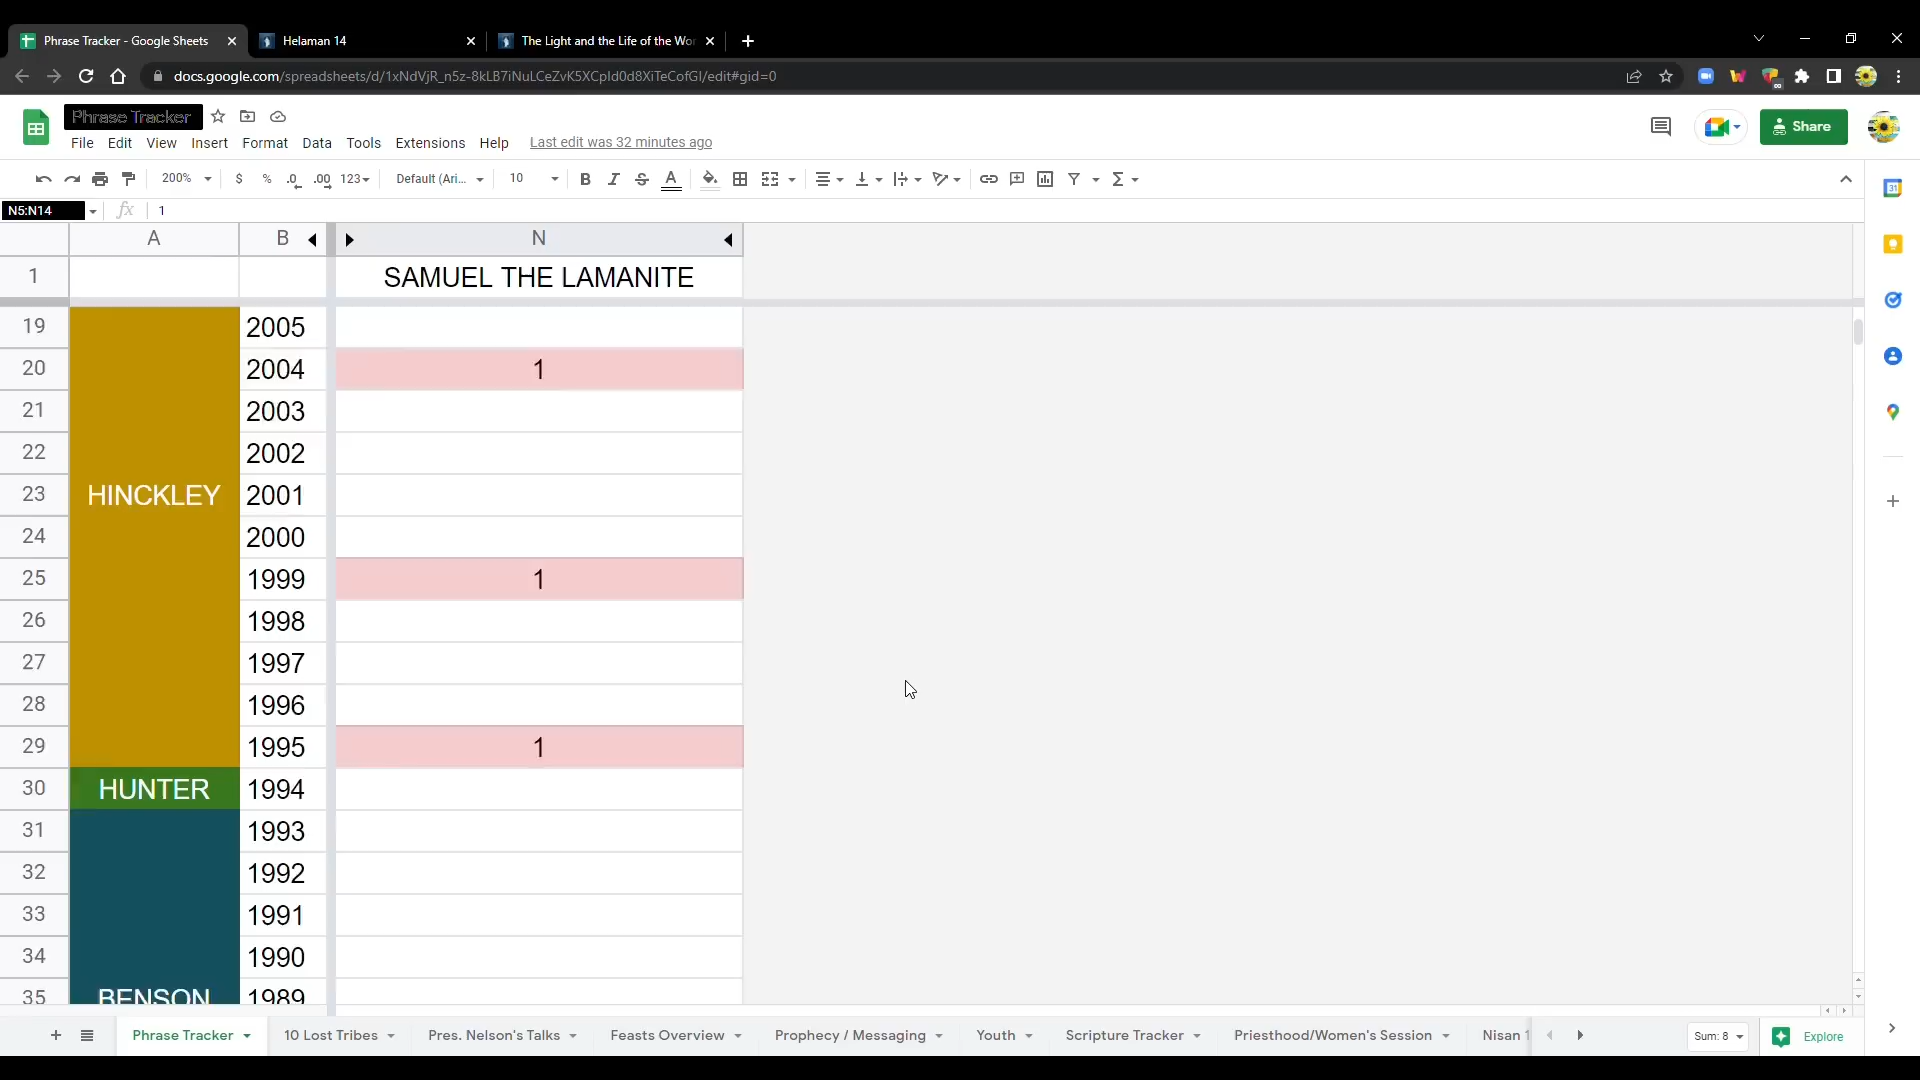 Phrase Tracker - Google Sheets
Helaman 14
The Light and the Life of the Wor
docs.google.com/spreadsheets/d/1xNdVjR_n5z-8kLB7iNuLCeZvK5XCpId0d8XiTeCofGI/edit#gid=0
Phrase Tracker
File Edit View Insert Format Data Tools Extensions Help Last edit was 32 minutes ago
Share
200% $ % .0 .00 123 Default (Ari... 10 B I S A Σ
31
N5:N14 fx 1
A B N
1 SAMUEL THE LAMANITE
19 2005
20 2004 1
21 2003
22 2002
23 HINCKLEY 2001
24 2000
25 1999 1
26 1998
27 1997
28 1996
29 1995 1
30 HUNTER 1994
31 1993
32 1992
33 1991
34 1990
35 BENSON 1989
Phrase Tracker 10 Lost Tribes Pres. Nelson's Talks Feasts Overview Prophecy / Messaging Youth Scripture Tracker Priesthood/Women's Session Nisan 1 Sum: 8 Explore